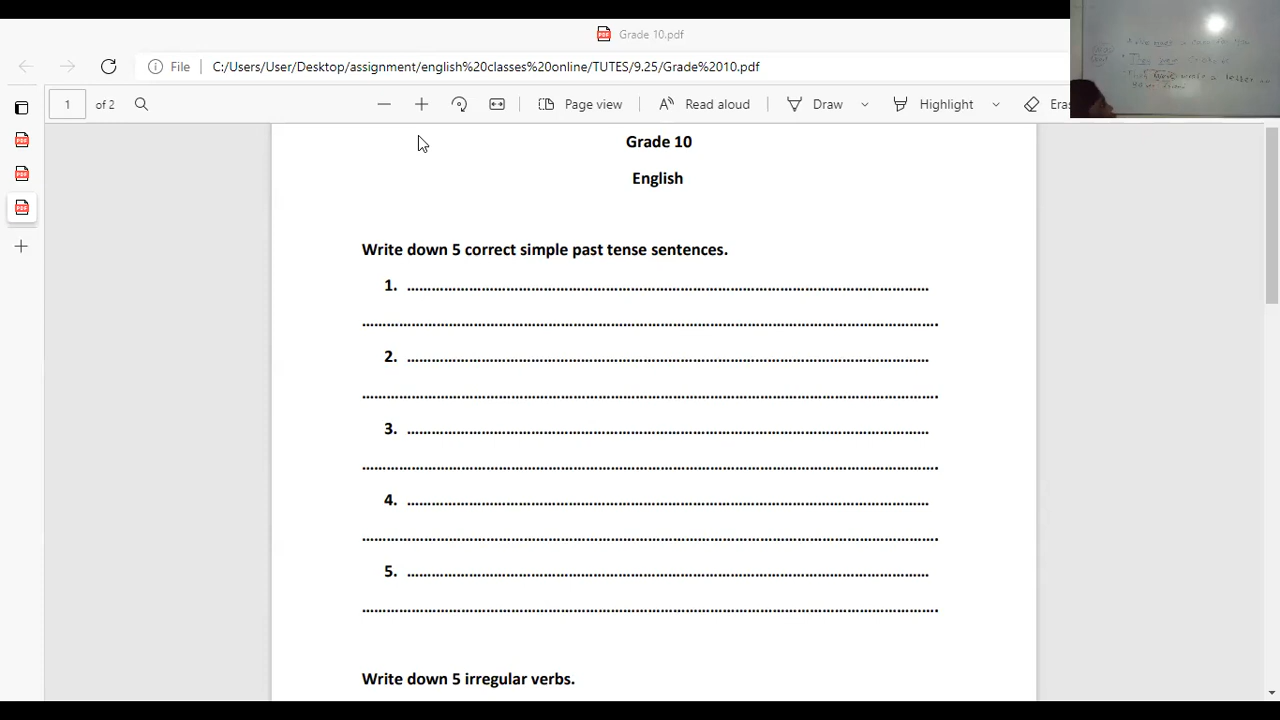 Grade 10.pdf
File C:/Users/User/Desktop/assignment/english%20classes%20online/TUTES/9.25/Grade%2010.pdf
1 of 2 Page view Read aloud Draw Highlight Eras
Grade 10
English
Write down 5 correct simple past tense sentences.
1. ........................................................................................................
...................................................................................................................
2. ........................................................................................................
...................................................................................................................
3. ........................................................................................................
...................................................................................................................
4. ........................................................................................................
...................................................................................................................
5. ........................................................................................................
...................................................................................................................
Write down 5 irregular verbs.